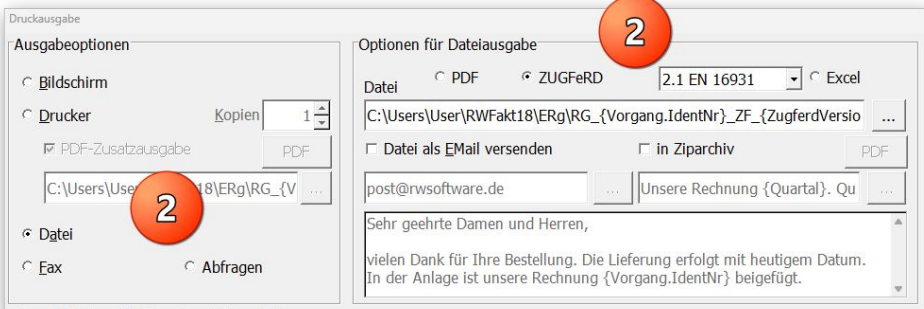 Druckausgabe
Ausgabeoptionen
Bildschirm
Drucker Kopien 1
PDF-Zusatzausgabe PDF
C:\Users\User 18\ERg\RG_{V ...
2
Datei
Fax Abfragen
Optionen für Dateiausgabe
2
Datei PDF ZUGFeRD 2.1 EN 16931 Excel
C:\Users\User\RWFakt18\ERg\RG_{Vorgang.IdentNr}_ZF_{ZugferdVersio ...
Datei als EMail versenden in Ziparchiv PDF
post@rwsoftware.de ... Unsere Rechnung {Quartal}. Qu ...
Sehr geehrte Damen und Herren,
vielen Dank für Ihre Bestellung. Die Lieferung erfolgt mit heutigem Datum.
In der Anlage ist unsere Rechnung {Vorgang.IdentNr} beigefügt.